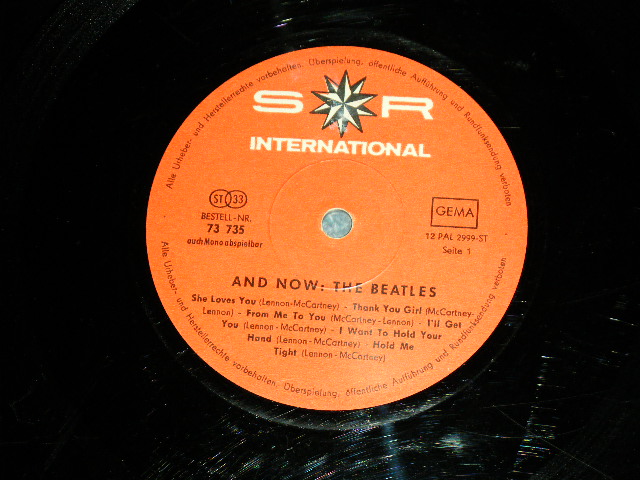 Alle Urheber- und Herstellerrechte vorbehalten. Überspielung, öffentliche Aufführung und Rundfunksendung verboten
S R
INTERNATIONAL
ST 33
BESTELL-NR.
73 735
auch Mono abspielbar
GEMA
12 PAL 2999-ST
Seite 1
AND NOW: THE BEATLES
She Loves You (Lennon-McCartney) - Thank You Girl (McCartney-
Lennon) - From Me To You (McCartney-Lennon) - I'll Get
You (Lennon-McCartney) - I Want To Hold Your
Hand (Lennon-McCartney) - Hold Me
Tight (Lennon-McCartney)
Alle Urheber- und Herstellerrechte vorbehalten. Überspielung, öffentliche Aufführung und Rundfunksendung verboten